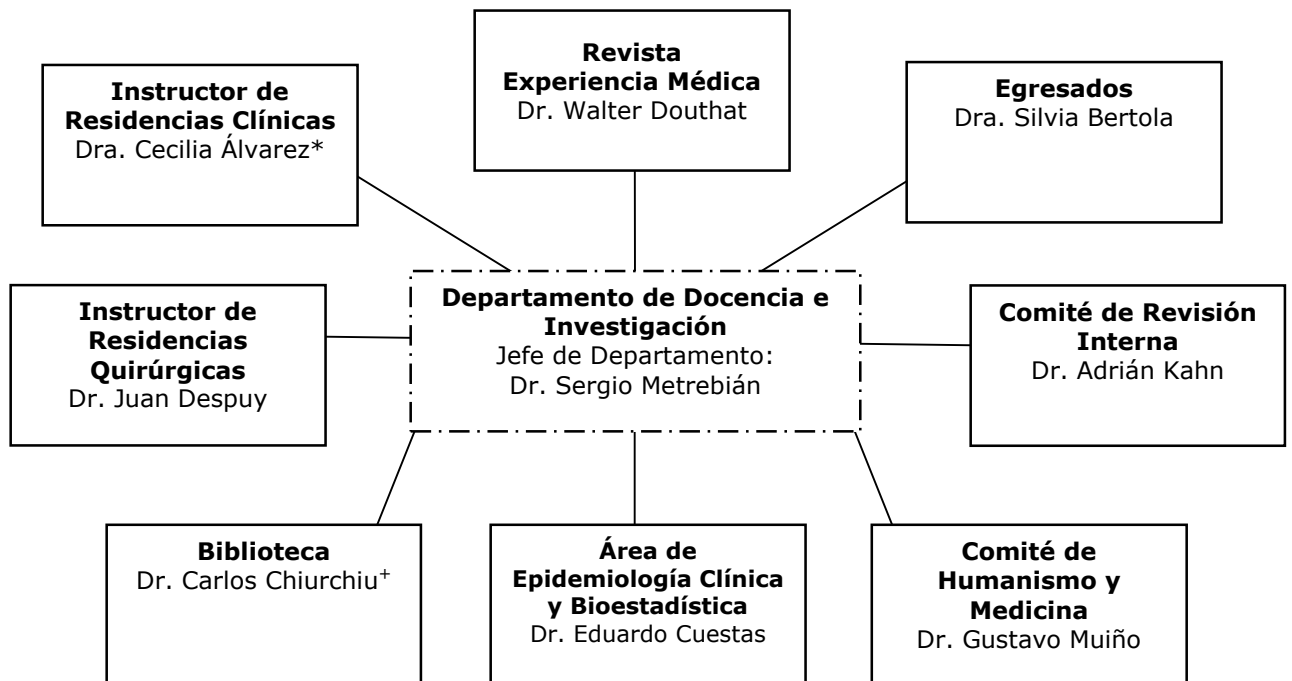 Revista
Experiencia Médica
Dr. Walter Douthat
Instructor de
Residencias Clínicas
Dra. Cecilia Álvarez*
Egresados
Dra. Silvia Bertola
Departamento de Docencia e
Investigación
Jefe de Departamento:
Dr. Sergio Metrebián
Instructor de
Residencias
Quirúrgicas
Dr. Juan Despuy
Comité de Revisión
Interna
Dr. Adrián Kahn
Biblioteca
Dr. Carlos Chiurchiu⁺
Área de
Epidemiología Clínica
y Bioestadística
Dr. Eduardo Cuestas
Comité de
Humanismo y
Medicina
Dr. Gustavo Muiño